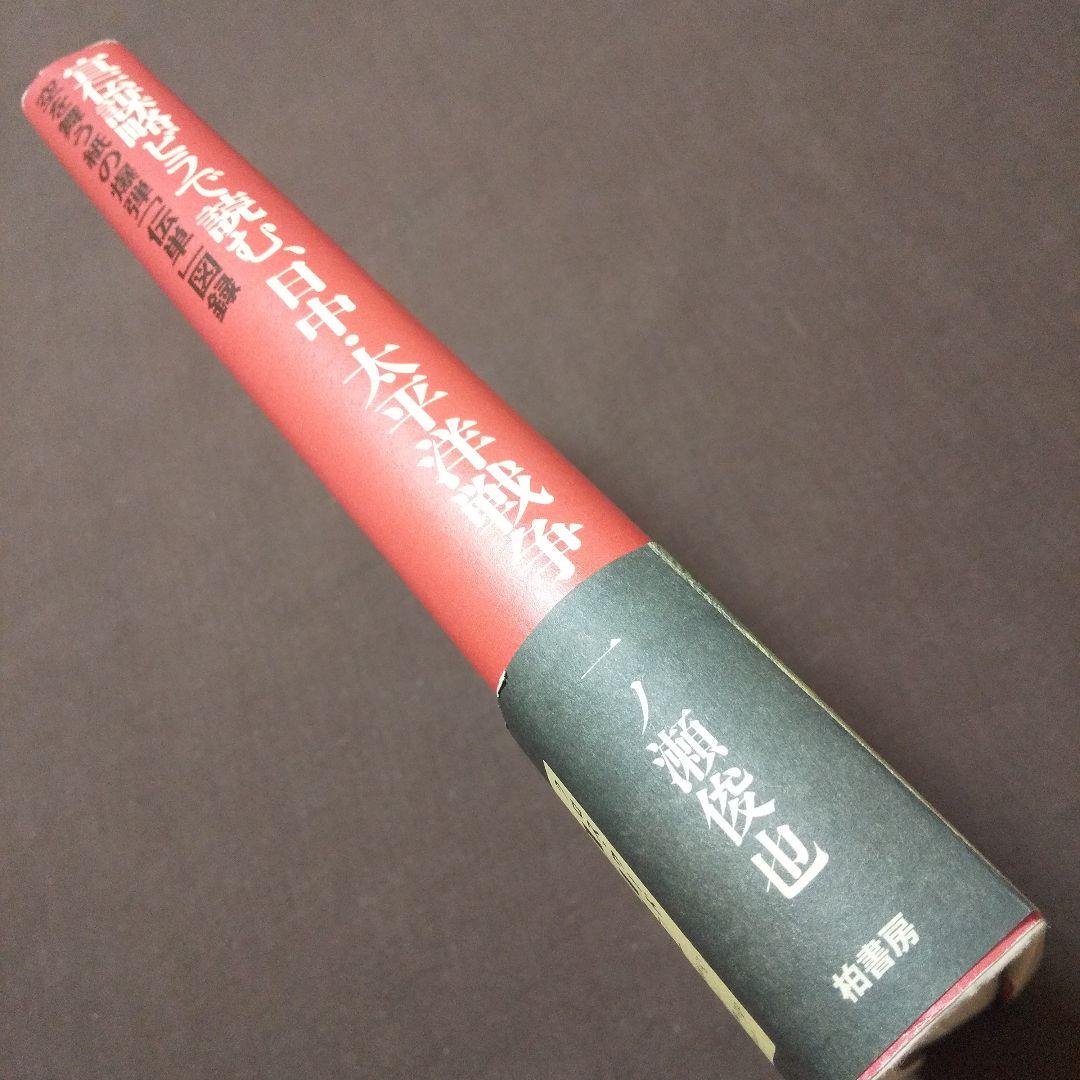 宣伝謀略ビラで読む、日中・太平洋戦争
空を舞う紙の爆弾「伝単」図録
一ノ瀬俊也
柏書房